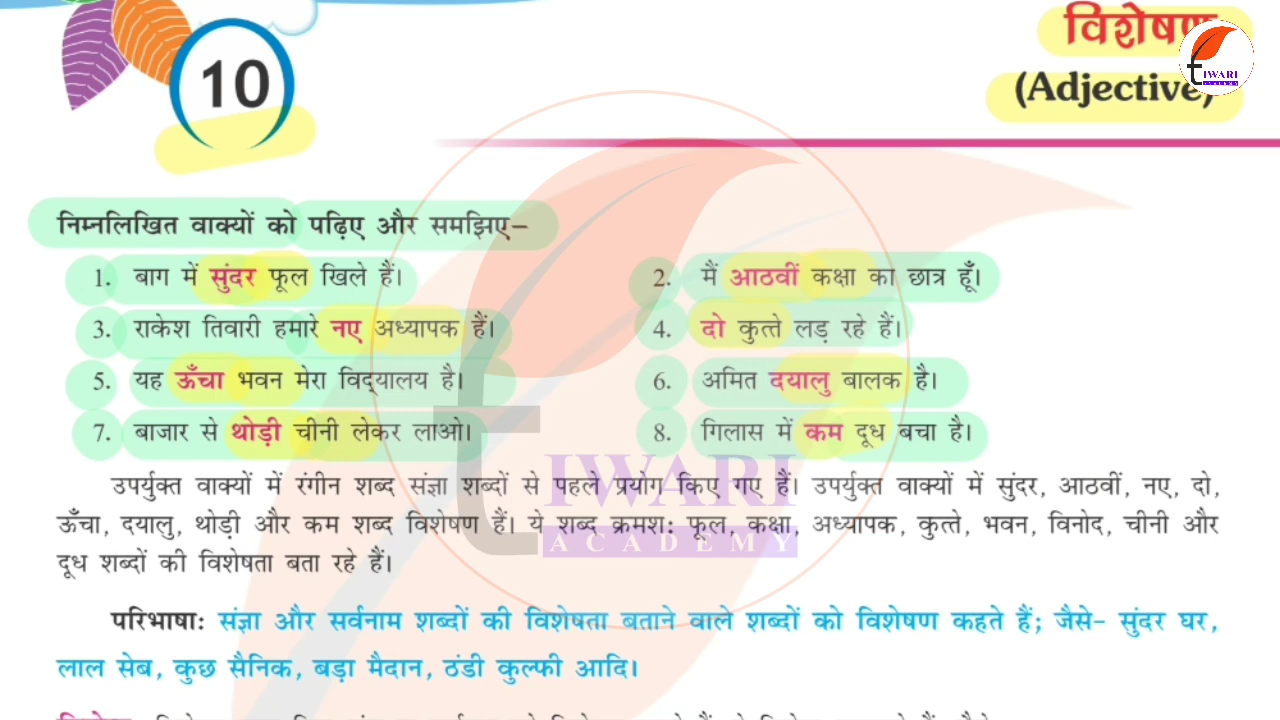 10
विशेषण
(Adjective)
IWARI
निम्नलिखित वाक्यों को पढ़िए और समझिए–
1. बाग में सुंदर फूल खिले हैं।
2. मैं आठवीं कक्षा का छात्र हूँ।
3. राकेश तिवारी हमारे नए अध्यापक हैं।
4. दो कुत्ते लड़ रहे हैं।
5. यह ऊँचा भवन मेरा विद्यालय है।
6. अमित दयालु बालक है।
7. बाजार से थोड़ी चीनी लेकर लाओ।
8. गिलास में कम दूध बचा है।
उपर्युक्त वाक्यों में रंगीन शब्द संज्ञा शब्दों से पहले प्रयोग किए गए हैं। उपर्युक्त वाक्यों में सुंदर, आठवीं, नए, दो,
ऊँचा, दयालु, थोड़ी और कम शब्द विशेषण हैं। ये शब्द क्रमश: फूल, कक्षा, अध्यापक, कुत्ते, भवन, विनोद, चीनी और
दूध शब्दों की विशेषता बता रहे हैं।
tIWARI
ACADEMY
परिभाषा: संज्ञा और सर्वनाम शब्दों की विशेषता बताने वाले शब्दों को विशेषण कहते हैं; जैसे– सुंदर घर,
लाल सेब, कुछ सैनिक, बड़ा मैदान, ठंडी कुल्फी आदि।